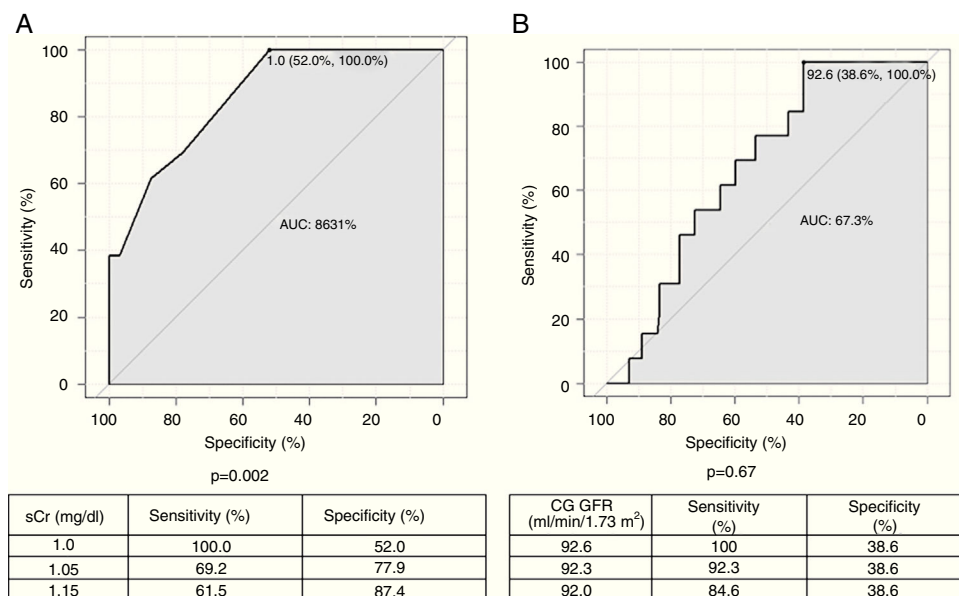 A
100
80
60
40
20
0
Sensitivity (%)
1.0 (52.0%, 100.0%)
AUC: 8631%
100 80 60 40 20 0
Specificity (%)
p=0.002
sCr (mg/dl) Sensitivity (%) Specificity (%)
1.0 100.0 52.0
1.05 69.2 77.9
1.15 61.5 87.4
B
100
80
60
40
20
0
Sensitivity (%)
92.6 (38.6%, 100.0%)
AUC: 67.3%
100 80 60 40 20 0
Specificity (%)
p=0.67
CG GFR Sensitivity Specificity
(ml/min/1.73 m²) (%) (%)
92.6 100 38.6
92.3 92.3 38.6
92.0 84.6 38.6